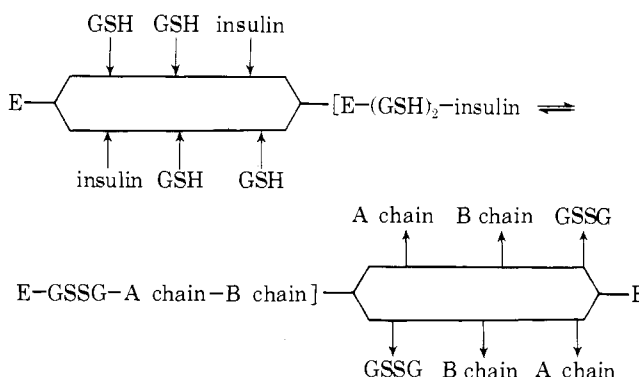 GSH GSH insulin
E [E—(GSH)₂—insulin ⇌
insulin GSH GSH
A chain B chain GSSG
E—GSSG—A chain—B chain] E
GSSG B chain A chain